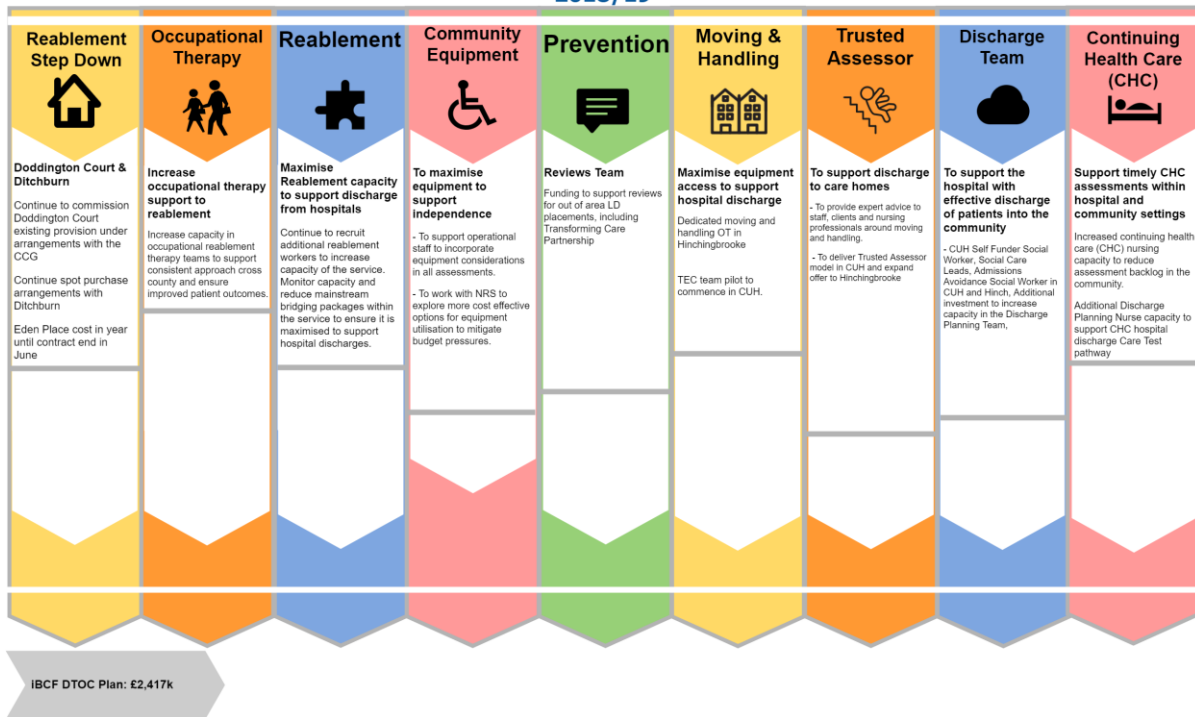 2018/19
Reablement
Step Down
Doddington Court &
Ditchburn
Continue to commission
Doddington Court
existing provision under
arrangements with the
CCG
Continue spot purchase
arrangements with
Ditchburn
Eden Place cost in year
until contract end in
June
Occupational
Therapy
Increase
occupational therapy
support to
reablement
Increase capacity in
occupational reablement
therapy teams to support
consistent approach cross
county and ensure
improved patient outcomes.
Reablement
Maximise
Reablement capacity
to support discharge
from hospitals
Continue to recruit
additional reablement
workers to increase
capacity of the service.
Monitor capacity and
reduce mainstream
bridging packages within
the service to ensure it is
maximised to support
hospital discharges.
Community
Equipment
To maximise
equipment to
support
independence
- To support operational
staff to incorporate
equipment considerations
in all assessments.
- To work with NRS to
explore more cost effective
options for equipment
utilisation to mitigate
budget pressures.
Prevention
Reviews Team
Funding to support reviews
for out of area LD
placements, including
Transforming Care
Partnership
Moving &
Handling
Maximise equipment
access to support
hospital discharge
Dedicated moving and
handling OT in
Hinchingbrooke
TEC team pilot to
commence in CUH.
Trusted
Assessor
To support discharge
to care homes
- To provide expert advice to
staff, clients and nursing
professionals around moving
and handling.
- To deliver Trusted Assessor
model in CUH and expand
offer to Hinchingbrooke
Discharge
Team
To support the
hospital with
effective discharge
of patients into the
community
- CUH Self Funder Social
Worker, Social Care
Leads, Admissions
Avoidance Social Worker in
CUH and Hinch, Additional
investment to increase
capacity in the Discharge
Planning Team,
Continuing
Health Care
(CHC)
Support timely CHC
assessments within
hospital and
community settings
Increased continuing health
care (CHC) nursing
capacity to reduce
assessment backlog in the
community.
Additional Discharge
Planning Nurse capacity to
support CHC hospital
discharge Care Test
pathway
iBCF DTOC Plan: £2,417k